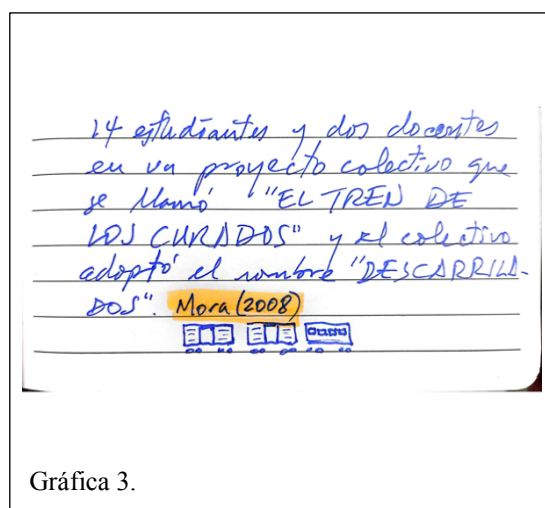 14 estudiantes y dos docentes
en un proyecto colectivo que
se llamó "EL TREN DE
LOS CURADOS" y el colectivo
adoptó el nombre "DESCARRILA-
DOS". Mora (2008)
Gráfica 3.